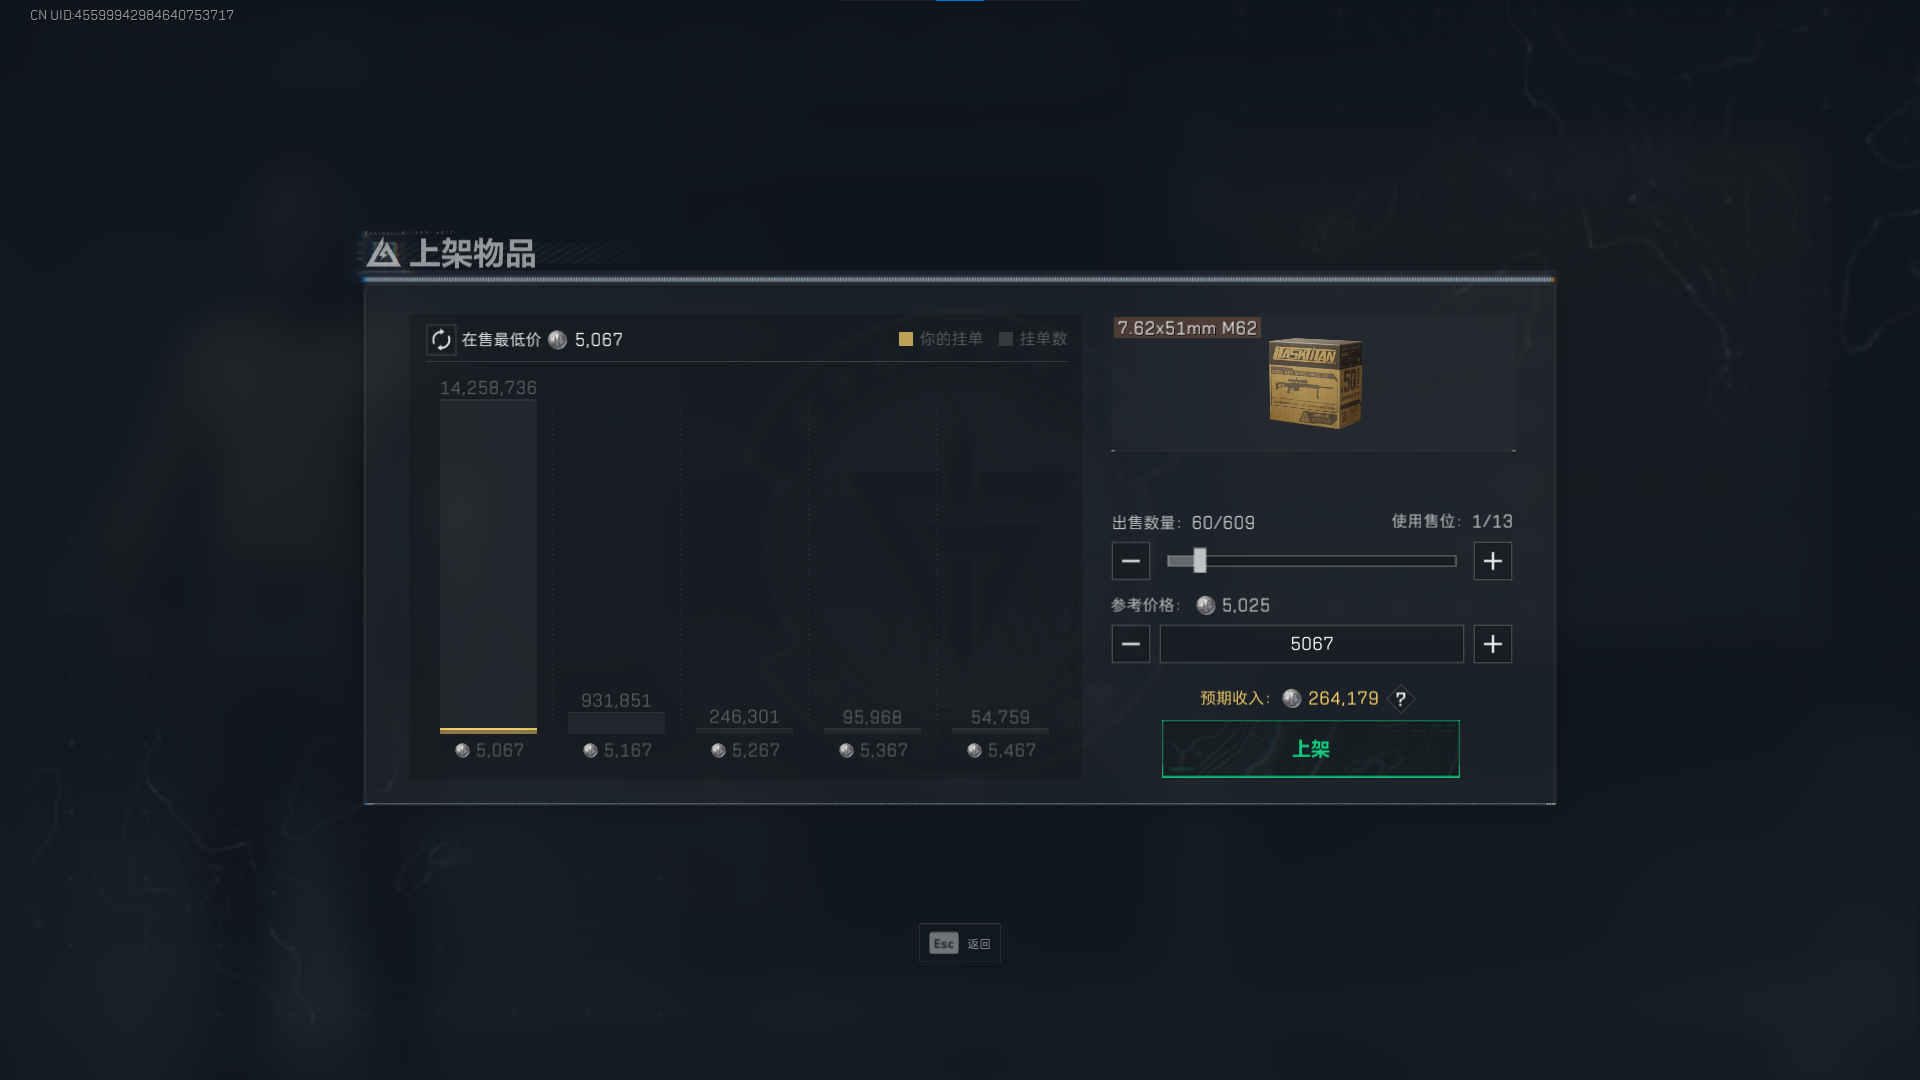 CN UID:45599942984640753717
上架物品
在售最低价 5,067
你的挂单 挂单数
14,258,736
931,851
246,301
95,968
54,759
5,067
5,167
5,267
5,367
5,467
7.62x51mm M62
出售数量: 60/609
使用售位: 1/13
参考价格: 5,025
5067
预期收入: 264,179 ?
上架
Esc 返回